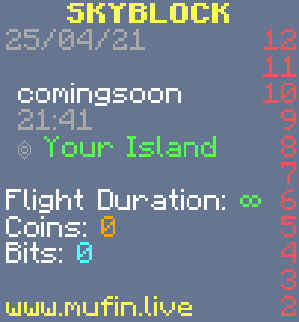 SKYBLOCK
25/04/21 12
11
comingsoon 10
21:41 9
⏣ Your Island 8
7
Flight Duration: ∞ 6
Coins: 0 5
Bits: 0 4
3
www.mufin.live 2